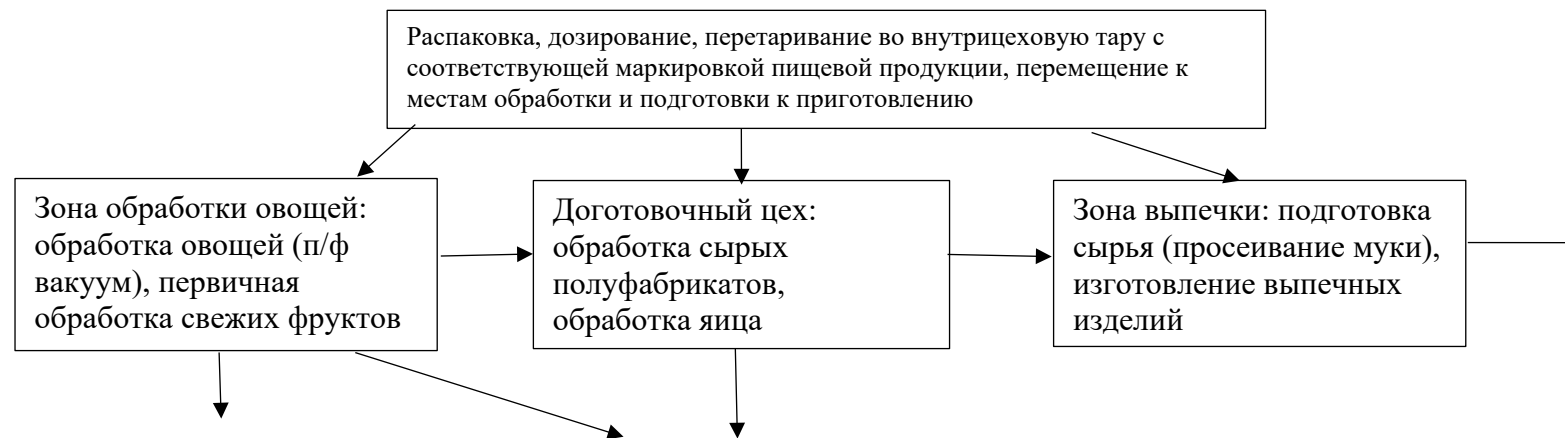 Распаковка, дозирование, перетаривание во внутрицеховую тару с
соответствующей маркировкой пищевой продукции, перемещение к
местам обработки и подготовки к приготовлению
Зона обработки овощей:
обработка овощей (п/ф
вакуум), первичная
обработка свежих фруктов
Доготовочный цех:
обработка сырых
полуфабрикатов,
обработка яица
Зона выпечки: подготовка
сырья (просеивание муки),
изготовление выпечных
изделий